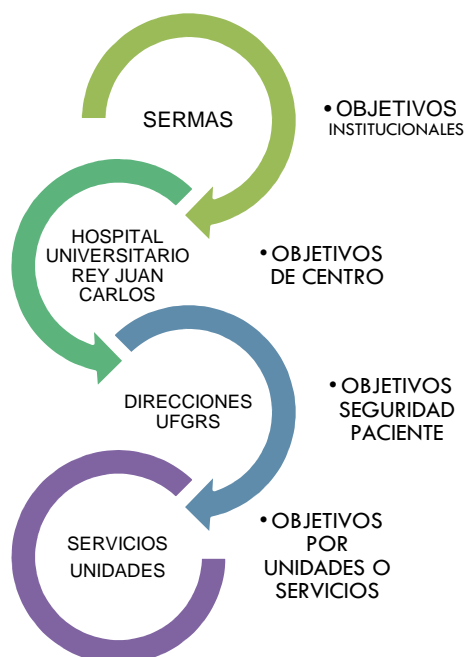 SERMAS
• OBJETIVOS
INSTITUCIONALES
HOSPITAL
UNIVERSITARIO
REY JUAN
CARLOS
• OBJETIVOS
DE CENTRO
DIRECCIONES
UFGRS
• OBJETIVOS
SEGURIDAD
PACIENTE
SERVICIOS
UNIDADES
• OBJETIVOS
POR
UNIDADES O
SERVICIOS